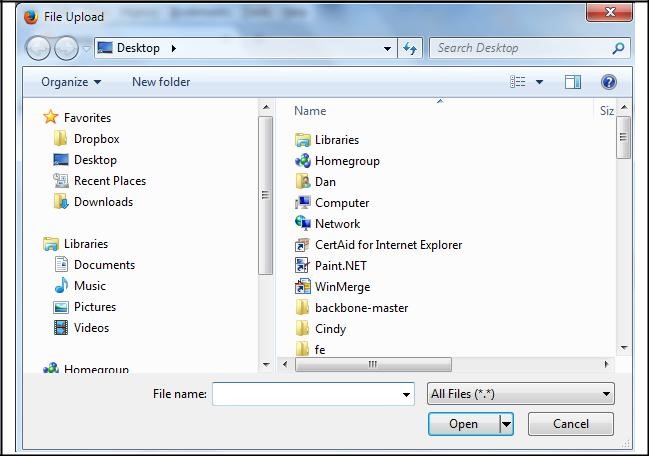 File Upload
Desktop
Search Desktop
Organize
New folder
Favorites
Dropbox
Desktop
Recent Places
Downloads
Libraries
Documents
Music
Pictures
Videos
Homegroup
Name
Siz
Libraries
Homegroup
Dan
Computer
Network
CertAid for Internet Explorer
Paint.NET
WinMerge
backbone-master
Cindy
fe
File name:
All Files (*.*)
Open
Cancel